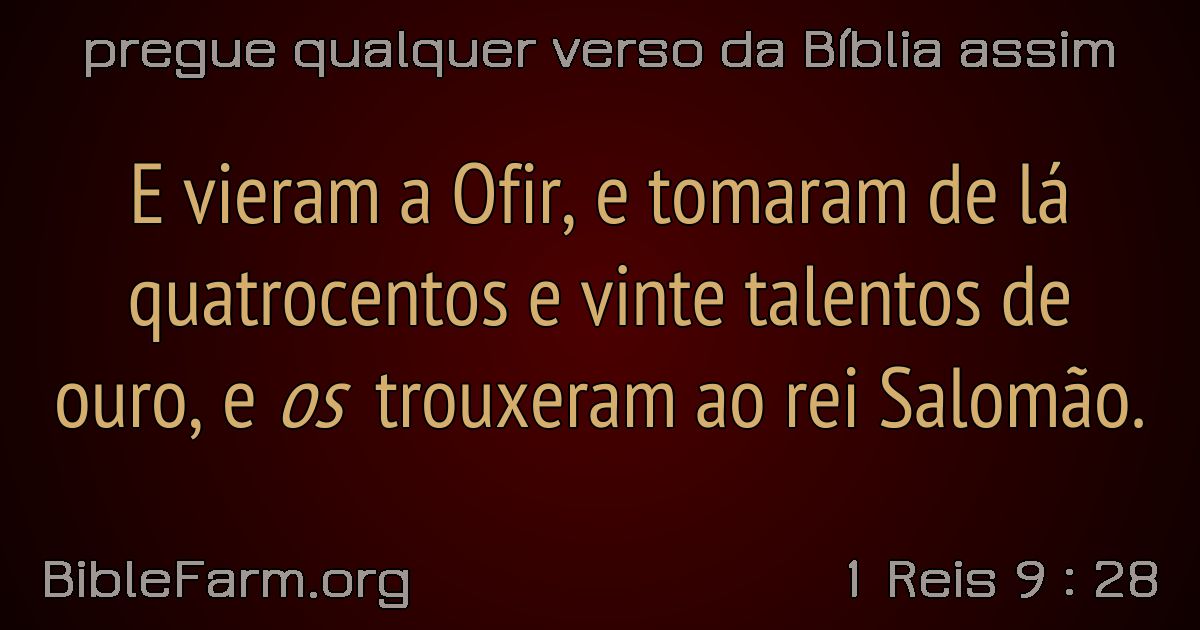 pregue qualquer verso da Bíblia assim
E vieram a Ofir, e tomaram de lá
quatrocentos e vinte talentos de
ouro, e os trouxeram ao rei Salomão.
BibleFarm.org
1 Reis 9 : 28